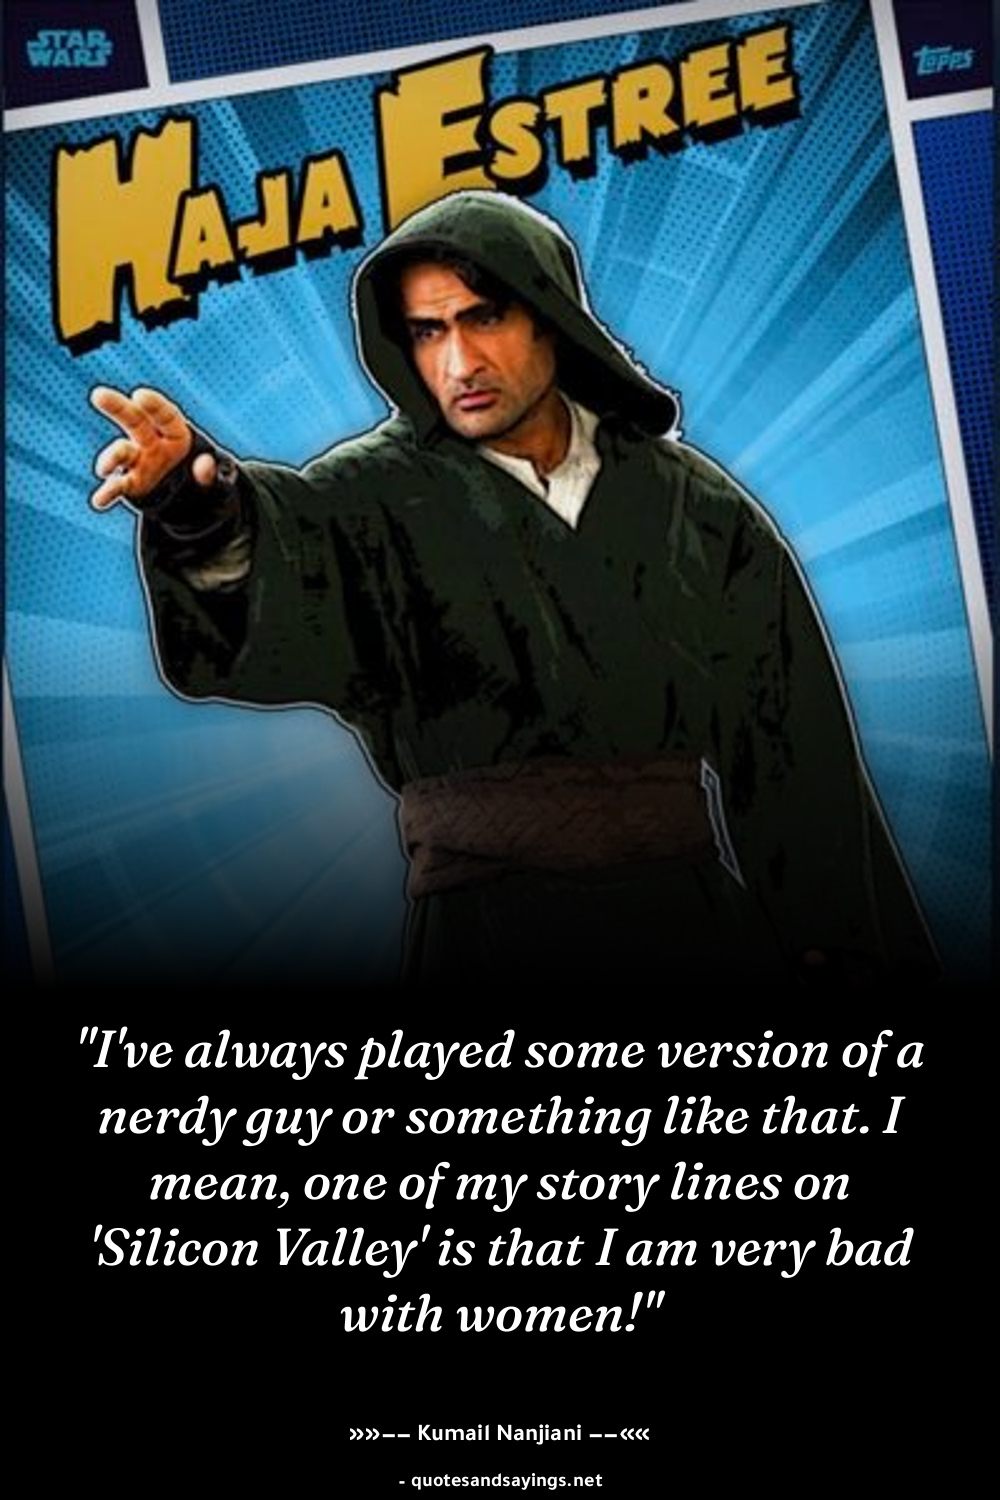 STAR
WARS
TOPPS
HAJA ESTREE
"I've always played some version of a
nerdy guy or something like that. I
mean, one of my story lines on
'Silicon Valley' is that I am very bad
with women!"
»»–– Kumail Nanjiani ––««
- quotesandsayings.net